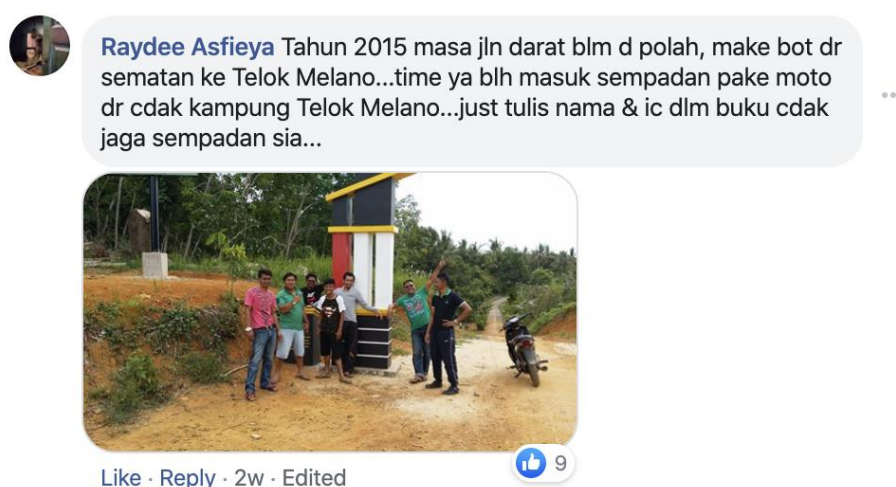 Raydee Asfieya Tahun 2015 masa jln darat blm d polah, make bot dr
sematan ke Telok Melano...time ya blh masuk sempadan pake moto
dr cdak kampung Telok Melano...just tulis nama & ic dlm buku cdak
jaga sempadan sia...
9
Like · Reply · 2w · Edited